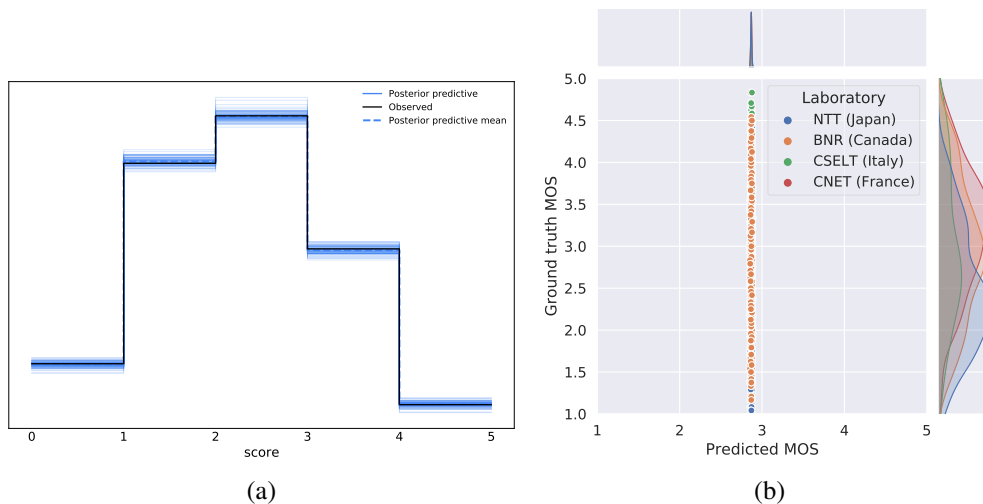 Posterior predictive
Observed
Posterior predictive mean
0 1 2 3 4 5
score
(a)
5.0
4.5
4.0
3.5
3.0
2.5
2.0
1.5
1.0
Ground truth MOS
Laboratory
NTT (Japan)
BNR (Canada)
CSELT (Italy)
CNET (France)
1 2 3 4 5
Predicted MOS
(b)